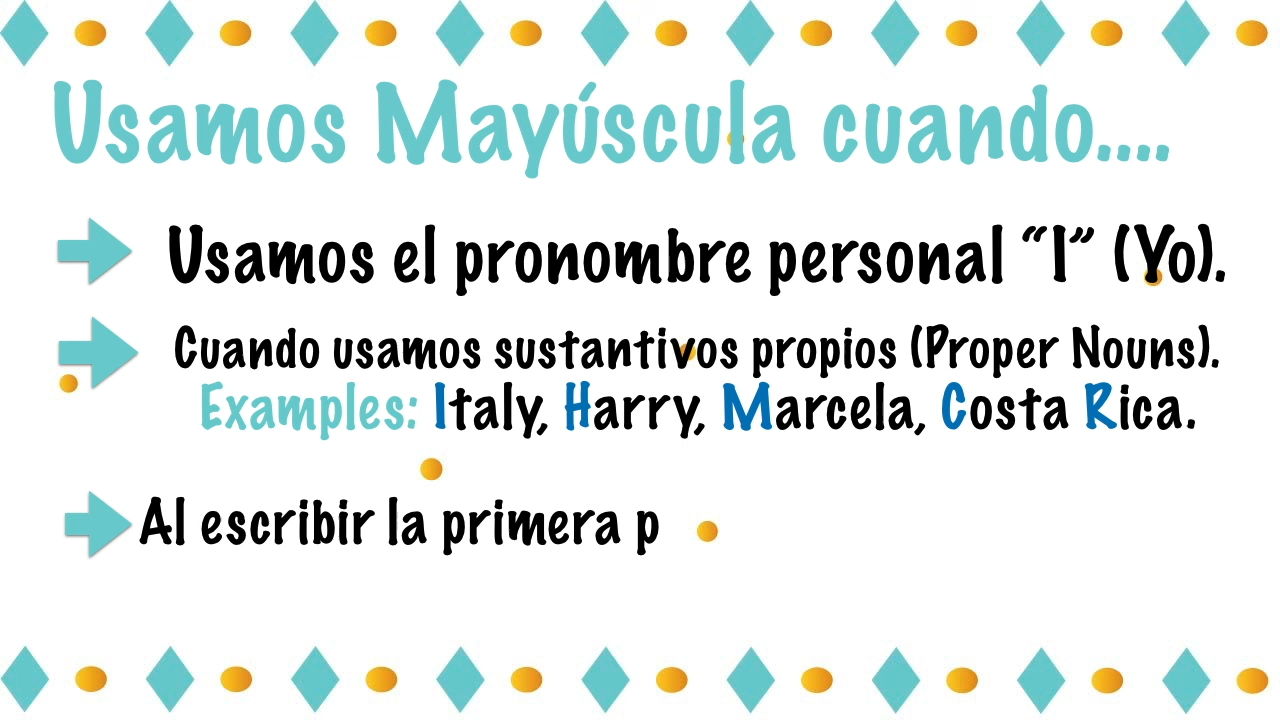 Usamos Mayúscula cuando....
Usamos el pronombre personal “I” (Yo).
Cuando usamos sustantivos propios (Proper Nouns).
Examples: Italy, Harry, Marcela, Costa Rica.
Al escribir la primera p